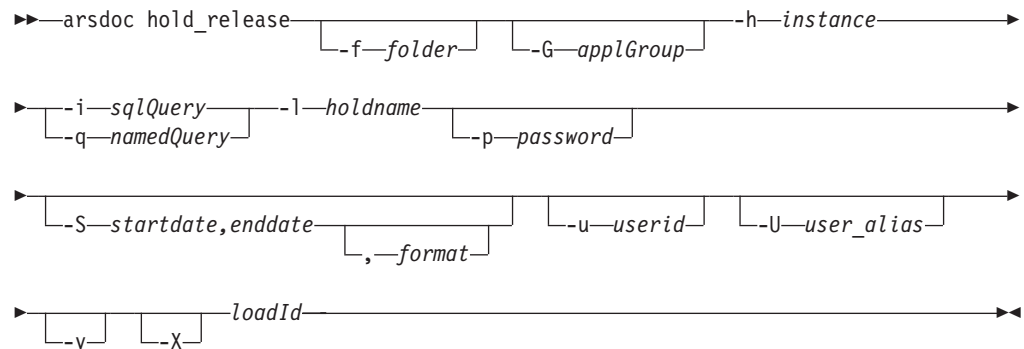 arsdoc hold_release -h instance
-f folder -G applGroup
-i sqlQuery -l holdname
-q namedQuery -p password
-S startdate,enddate -u userid -U user_alias
, format
loadId
-v -X